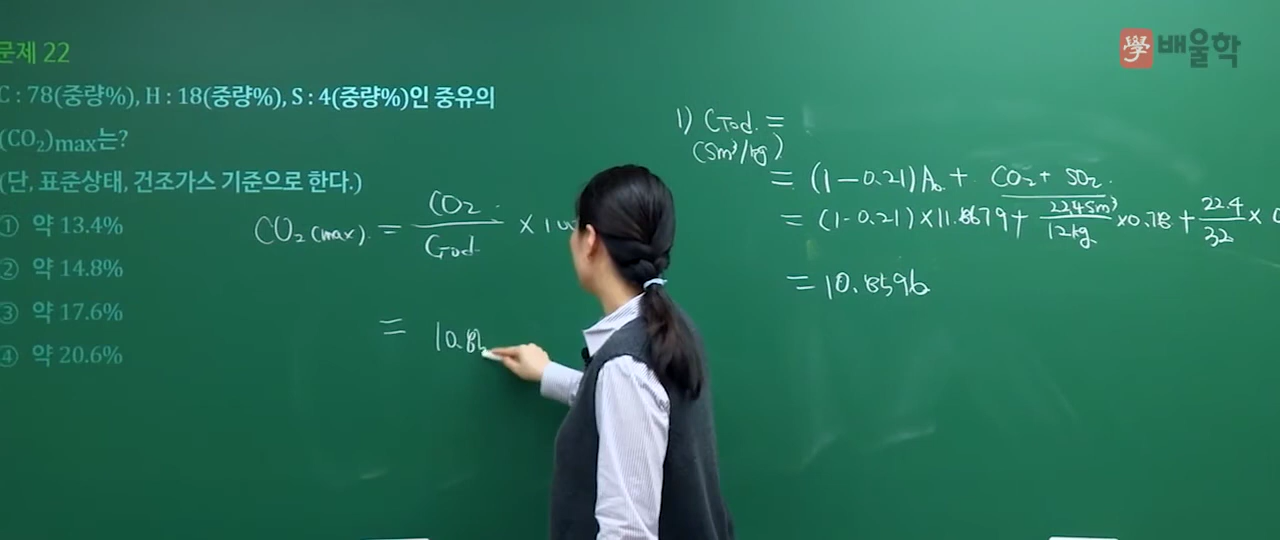 學 배울학
문제 22
C : 78(중량%), H : 18(중량%), S : 4(중량%)인 중유의
(CO₂)max는?
(단, 표준상태, 건조가스 기준으로 한다.)
① 약 13.4%
② 약 14.8%
③ 약 17.6%
④ 약 20.6%
CO₂(max). = CO₂ / God × 100
= 10.8
1) God. =
(Sm³/kg)
= (1-0.21)A₀ + CO₂ + SO₂
= (1-0.21)×11.8679 + 22.4Sm³/12kg ×0.78 + 22.4/32 × 0
= 10.8596